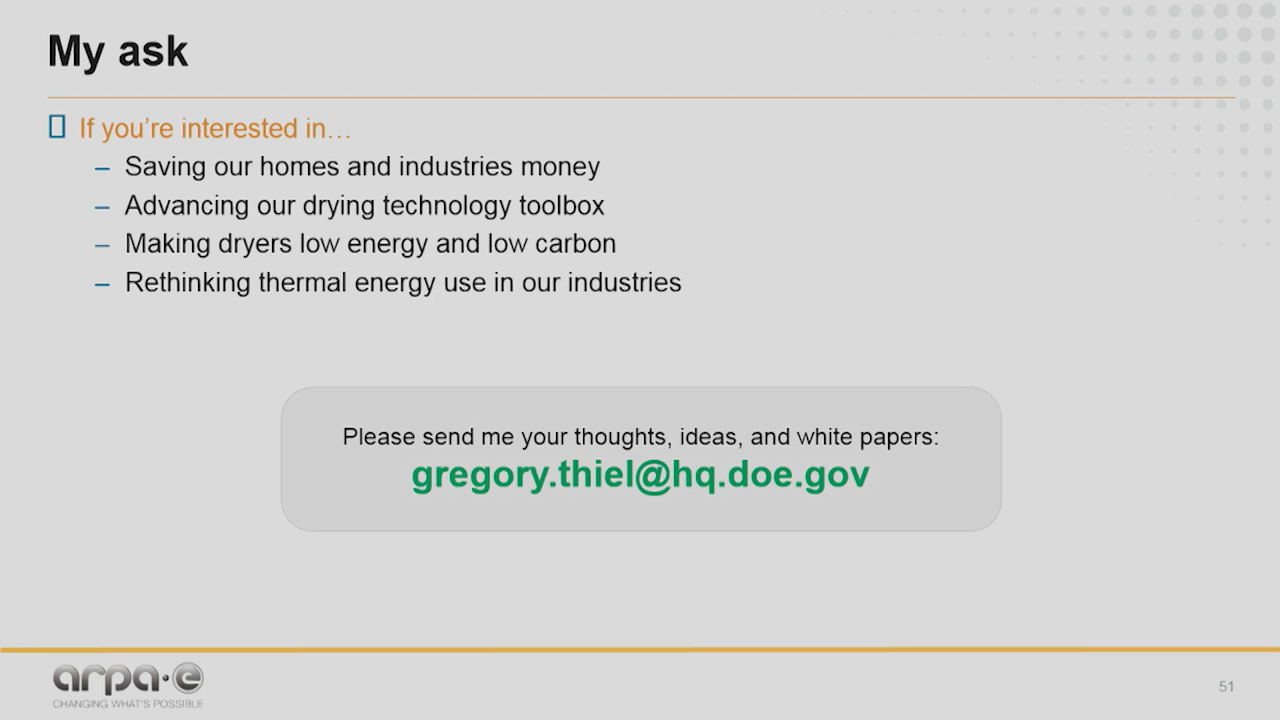 My ask
If you’re interested in…
– Saving our homes and industries money
– Advancing our drying technology toolbox
– Making dryers low energy and low carbon
– Rethinking thermal energy use in our industries
Please send me your thoughts, ideas, and white papers:
gregory.thiel@hq.doe.gov
arpa·e
CHANGING WHAT'S POSSIBLE
51